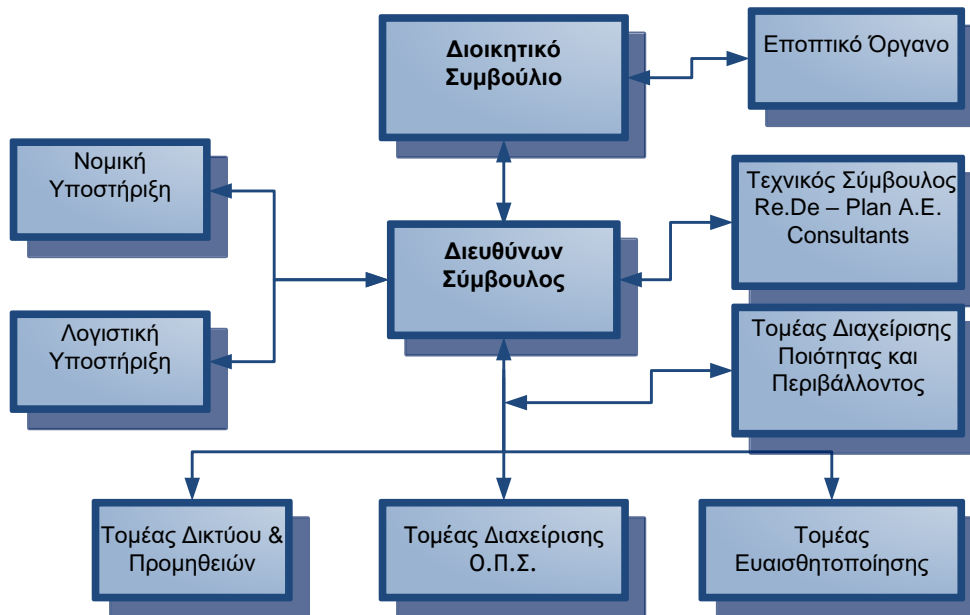 Διοικητικό
Συμβούλιο
Εποπτικό Όργανο
Νομική
Υποστήριξη
Τεχνικός Σύμβουλος
Re.De – Plan A.E.
Consultants
Διευθύνων
Σύμβουλος
Λογιστική
Υποστήριξη
Τομέας Διαχείρισης
Ποιότητας και
Περιβάλλοντος
Τομέας Δικτύου &
Προμηθειών
Τομέας Διαχείρισης
Ο.Π.Σ.
Τομέας
Ευαισθητοποίησης